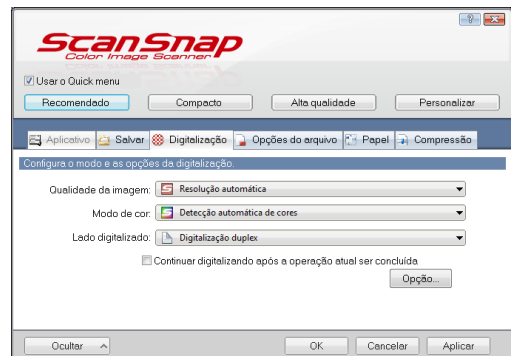 ScanSnap
Color Image Scanner
Usar o Quick menu
Recomendado Compacto Alta qualidade Personalizar
Aplicativo Salvar Digitalização Opções do arquivo Papel Compressão
Configura o modo e as opções da digitalização.
Qualidade da imagem: Resolução automática
Modo de cor: Detecção automática de cores
Lado digitalizado: Digitalização duplex
Continuar digitalizando após a operação atual ser concluída
Opção...
Ocultar OK Cancelar Aplicar